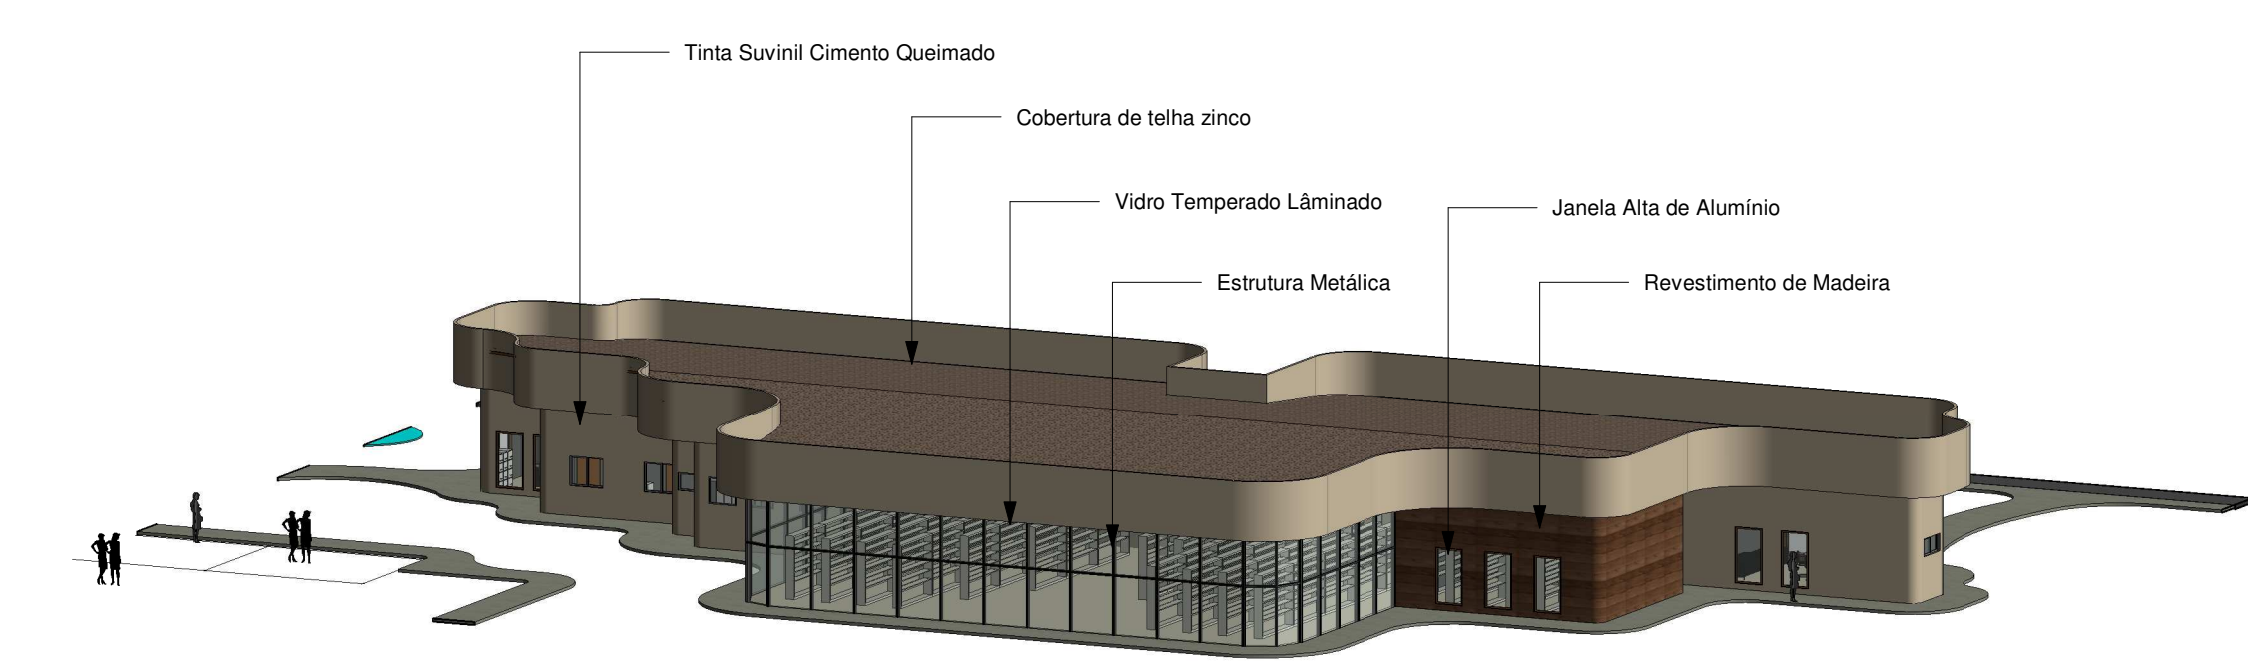 Tinta Suvinil Cimento Queimado
Cobertura de telha zinco
Vidro Temperado Lâminado
Janela Alta de Alumínio
Estrutura Metálica
Revestimento de Madeira